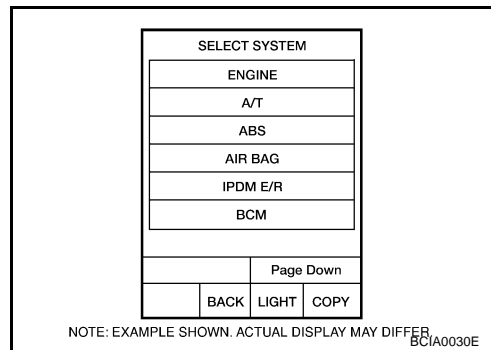 SELECT SYSTEM
ENGINE
A/T
ABS
AIR BAG
IPDM E/R
BCM
Page Down
BACK LIGHT COPY
NOTE: EXAMPLE SHOWN. ACTUAL DISPLAY MAY DIFFER.
BCIA0030E